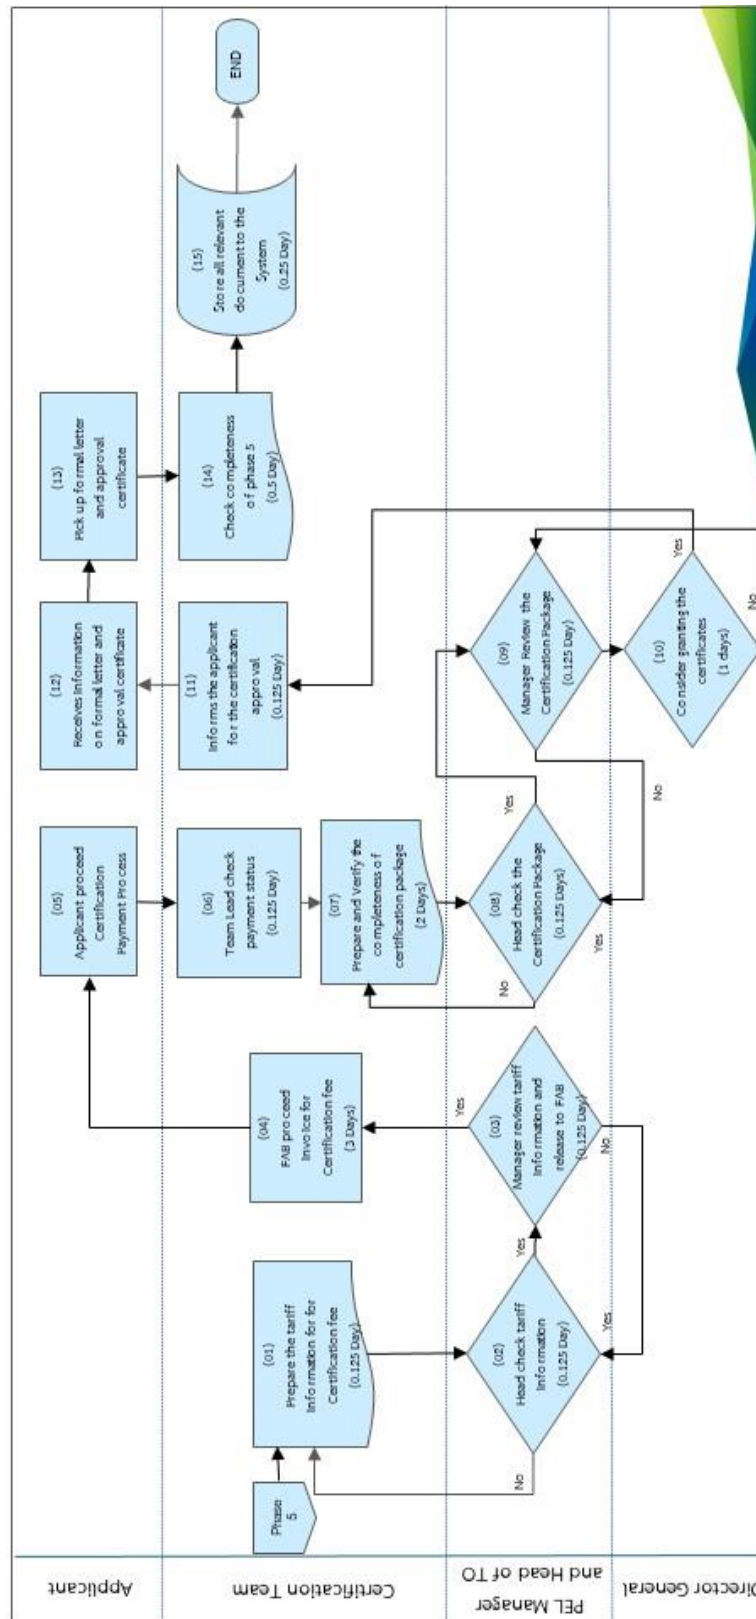 Applicant
Certification Team
PEL Manager
and Head of TO
Director General
Phase
5
(01)
Prepare the tariff
Information for for
Certification fee
(0.125 Day)
(02)
Head check tariff
Information
(0.125 Day)
No
Yes
Yes
(03)
Manager review tariff
Information and
release to FAB
(0.125 Day)
No
Yes
(04)
FAB proceed
Invoice for
Certification fee
(3 Days)
(05)
Applicant proceed
Certification
Payment Process
(06)
Team Lead check
payment status
(0.125 Day)
(07)
Prepare and Verify the
completeness of
certification package
(2 Days)
(08)
Head check the
Certification Package
(0.125 Days)
No
Yes
Yes
(09)
Manager Review the
Certification Package
(0.125 Day)
No
(10)
Consider granting the
certificates
(1 days)
Yes
No
(11)
Informs the applicant
for the certification
approval
(0.125 Day)
(12)
Receives Information
on formal letter and
approval certificate
(13)
Pick up formal letter
and approval
certificate
(14)
Check completeness
of phase 5
(0.5 Day)
(15)
Store all relevant
document to the
System
(0.25 Day)
END